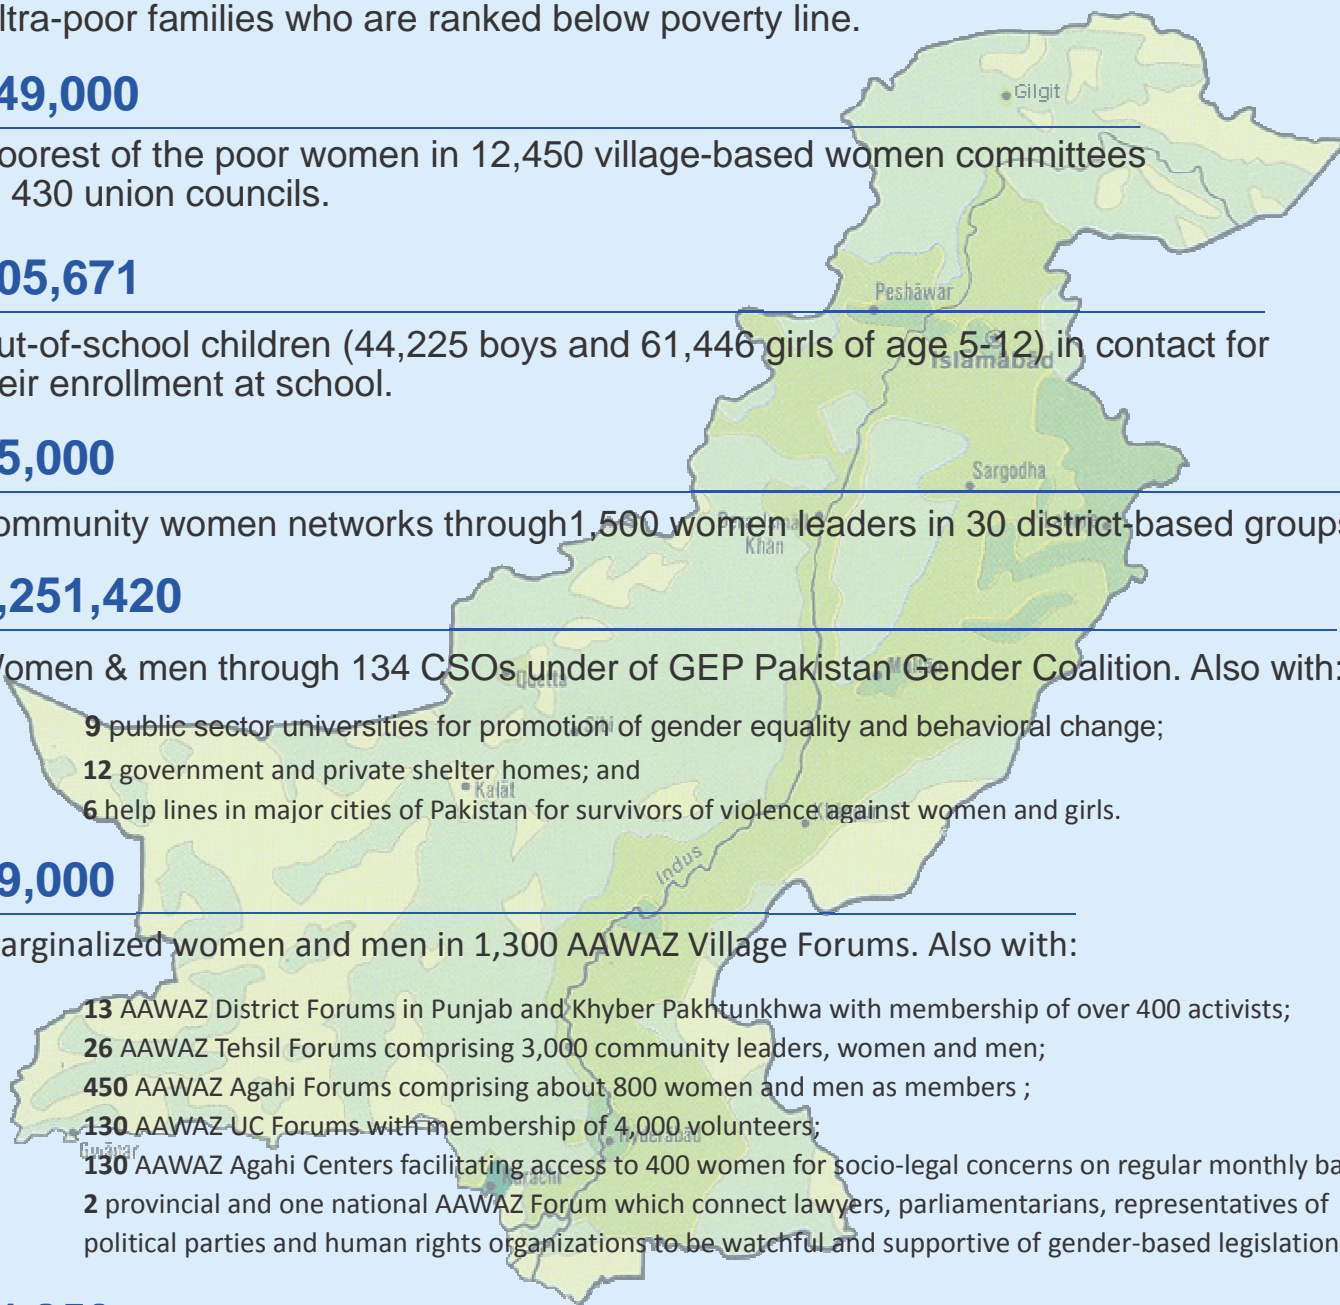 ltra-poor families who are ranked below poverty line.
49,000
oorest of the poor women in 12,450 village-based women committees
430 union councils.
05,671
ut-of-school children (44,225 boys and 61,446 girls of age 5-12) in contact for
eir enrollment at school.
5,000
ommunity women networks through1,500 women leaders in 30 district-based groups
,251,420
Women & men through 134 CSOs under of GEP Pakistan Gender Coalition. Also with:
9 public sector universities for promotion of gender equality and behavioral change;
12 government and private shelter homes; and
6 help lines in major cities of Pakistan for survivors of violence against women and girls.
9,000
arginalized women and men in 1,300 AAWAZ Village Forums. Also with:
13 AAWAZ District Forums in Punjab and Khyber Pakhtunkhwa with membership of over 400 activists;
26 AAWAZ Tehsil Forums comprising 3,000 community leaders, women and men;
450 AAWAZ Agahi Forums comprising about 800 women and men as members ;
130 AAWAZ UC Forums with membership of 4,000 volunteers;
130 AAWAZ Agahi Centers facilitating access to 400 women for socio-legal concerns on regular monthly ba
2 provincial and one national AAWAZ Forum which connect lawyers, parliamentarians, representatives of
political parties and human rights organizations to be watchful and supportive of gender-based legislation
Gilgit
Peshāwar
Islāmābād
Sargodha
Khān
Quetta
Sibi
Kalāt
Indus
Gwādar
Hyderābād
Karāchi